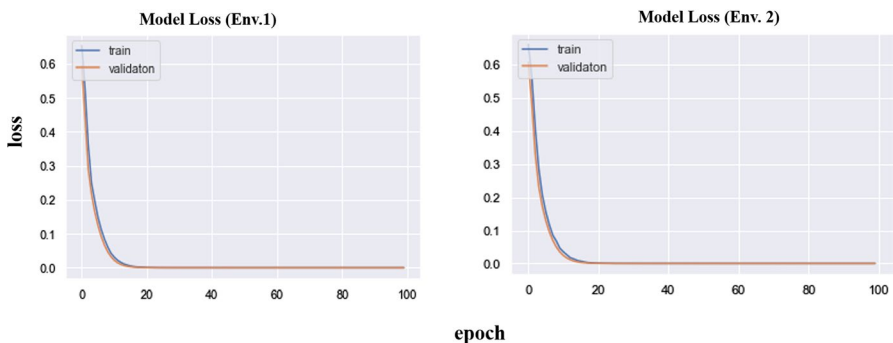 Model Loss (Env.1)
train
validaton
0.6
0.5
0.4
0.3
0.2
0.1
0.0
0 20 40 60 80 100
Model Loss (Env. 2)
train
validaton
0.6
0.5
0.4
0.3
0.2
0.1
0.0
0 20 40 60 80 100
loss
epoch